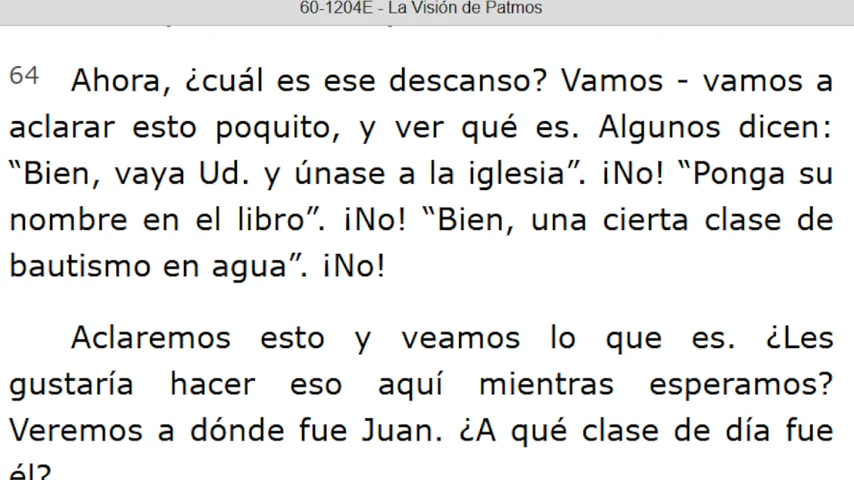 60-1204E - La Visión de Patmos
64 Ahora, ¿cuál es ese descanso? Vamos - vamos a
aclarar esto poquito, y ver qué es. Algunos dicen:
“Bien, vaya Ud. y únase a la iglesia”. ¡No! “Ponga su
nombre en el libro”. ¡No! “Bien, una cierta clase de
bautismo en agua”. ¡No!
Aclaremos esto y veamos lo que es. ¿Les
gustaría hacer eso aquí mientras esperamos?
Veremos a dónde fue Juan. ¿A qué clase de día fue
él?